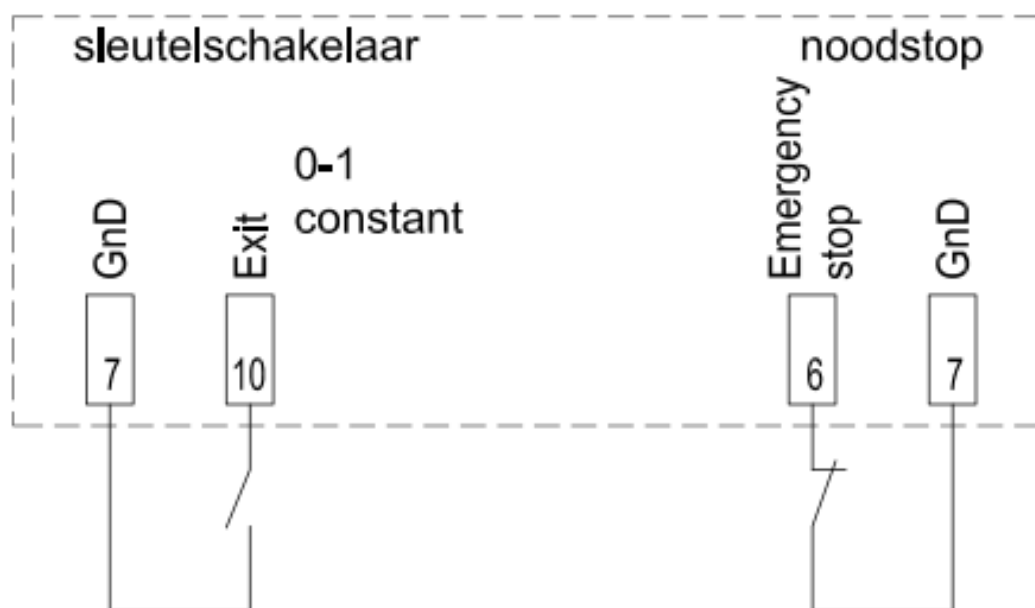 sleutelschakelaar
noodstop
0-1
constant
GnD
Exit
Emergency
stop
GnD
7
10
6
7